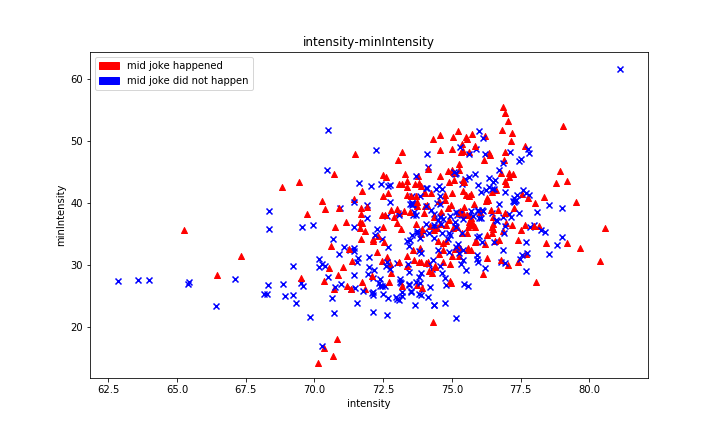 intensity-minIntensity
mid joke happened
mid joke did not happen
minIntensity
60
50
40
30
20
62.5 65.0 67.5 70.0 72.5 75.0 77.5 80.0
intensity